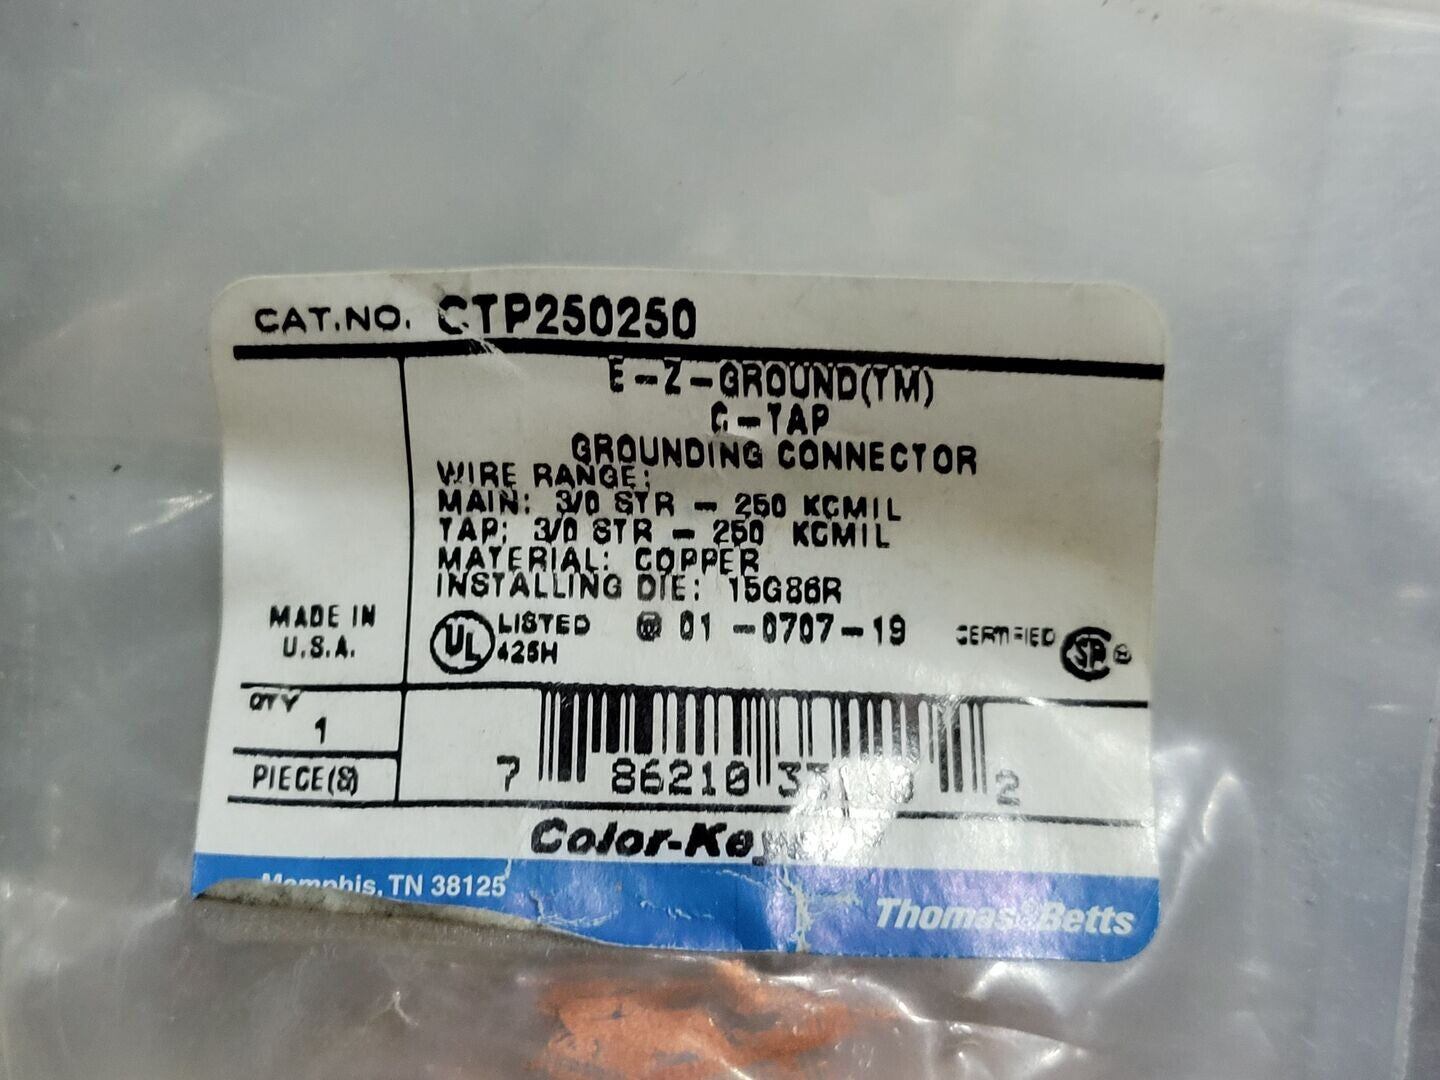 CAT.NO. CTP250250
E-Z-GROUND(TM)
C-TAP
GROUNDING CONNECTOR
WIRE RANGE:
MAIN: 3/0 STR - 250 KCMIL
TAP: 3/0 STR - 250 KCMIL
MATERIAL: COPPER
INSTALLING DIE: 15G86R
MADE IN
U.S.A.
UL LISTED @ 01-0707-19 CERTIFIED SP ®
425H
QTY
1
PIECE(S)
7 86210 2
Memphis, TN 38125
Thomas&Betts